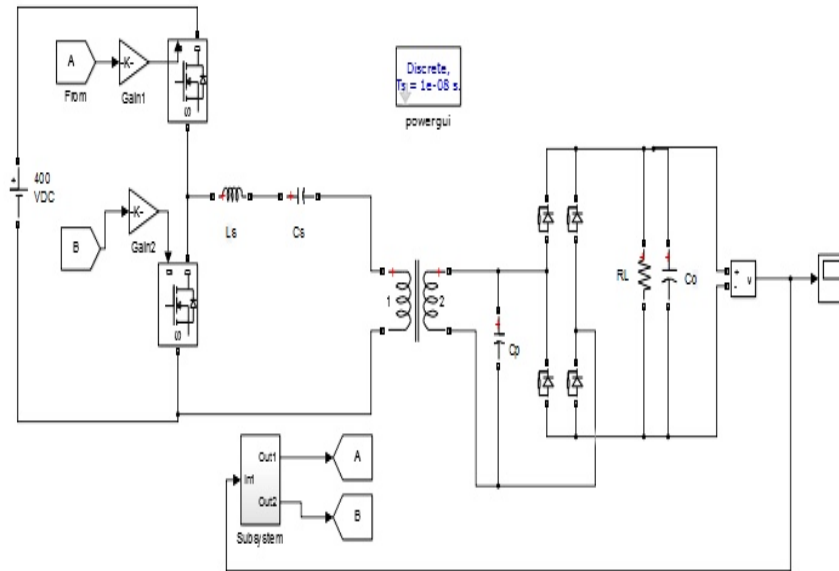 A
From
-K-
Gain1
S
Discrete,
Ts = 1e-08 s.
powergui
400
VDC
B
-K-
Gain2
S
Ls
Cs
1
2
Cp
RL
Co
+
-
v
In1
Out1
Out2
Subsystem
A
B